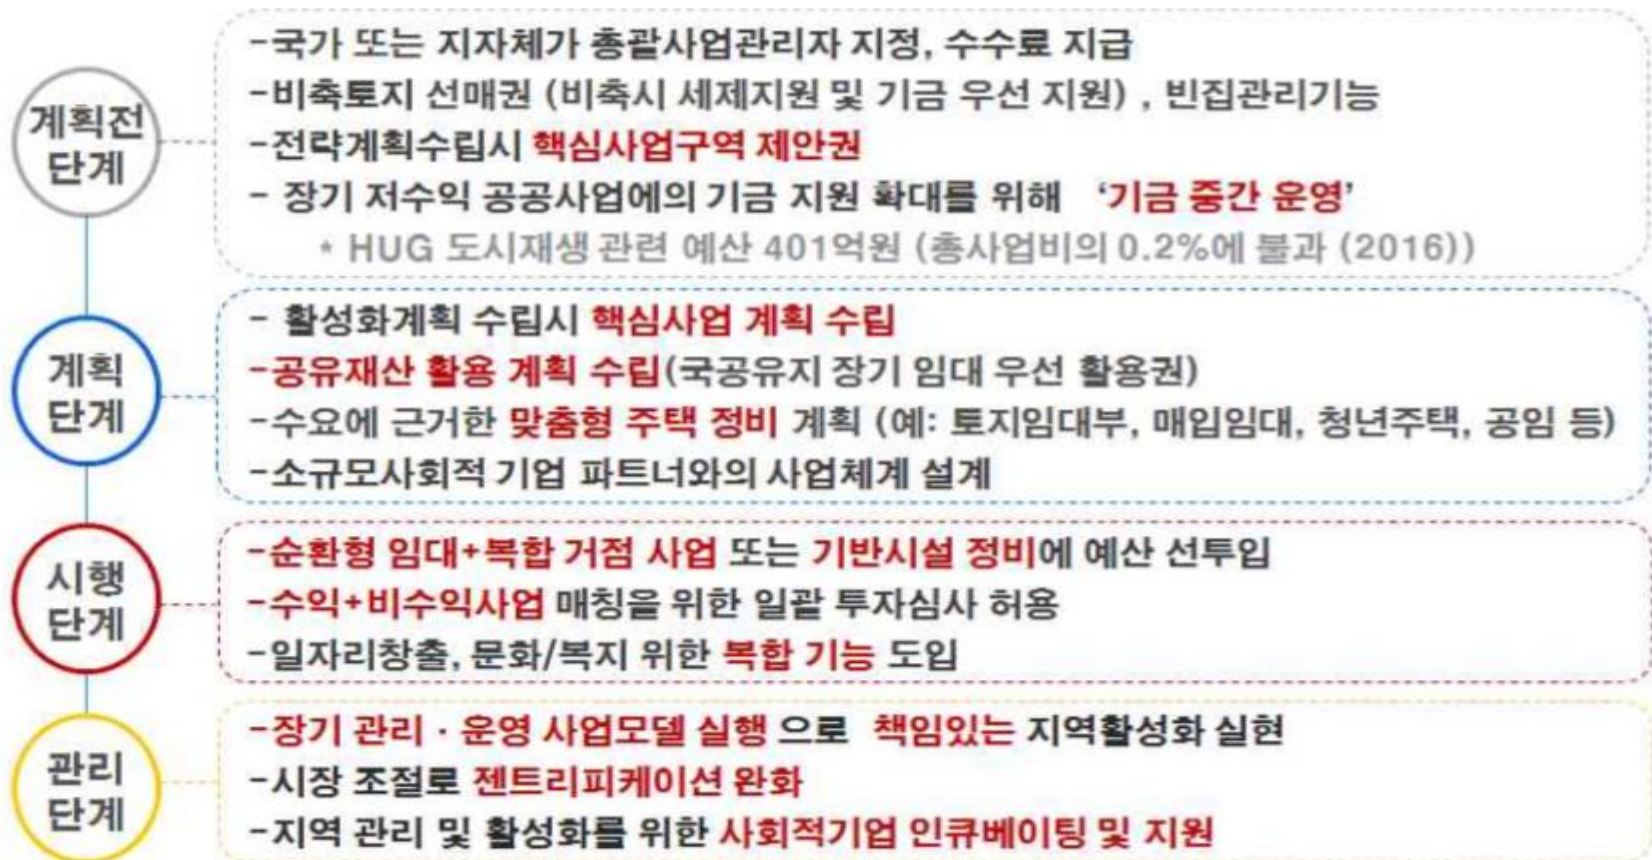 계획전
단계
-국가 또는 지자체가 총괄사업관리자 지정, 수수료 지급
-비축토지 선매권 (비축시 세제지원 및 기금 우선 지원) , 빈집관리기능
-전략계획수립시 핵심사업구역 제안권
- 장기 저수익 공공사업에의 기금 지원 확대를 위해 ‘기금 중간 운영’
* HUG 도시재생 관련 예산 401억원 (총사업비의 0.2%에 불과 (2016))
계획
단계
- 활성화계획 수립시 핵심사업 계획 수립
-공유재산 활용 계획 수립(국공유지 장기 임대 우선 활용권)
-수요에 근거한 맞춤형 주택 정비 계획 (예: 토지임대부, 매입임대, 청년주택, 공임 등)
-소규모사회적 기업 파트너와의 사업체계 설계
시행
단계
-순환형 임대+복합 거점 사업 또는 기반시설 정비에 예산 선투입
-수익+비수익사업 매칭을 위한 일괄 투자심사 허용
-일자리창출, 문화/복지 위한 복합 기능 도입
관리
단계
-장기 관리 · 운영 사업모델 실행 으로 책임있는 지역활성화 실현
-시장 조절로 젠트리피케이션 완화
-지역 관리 및 활성화를 위한 사회적기업 인큐베이팅 및 지원